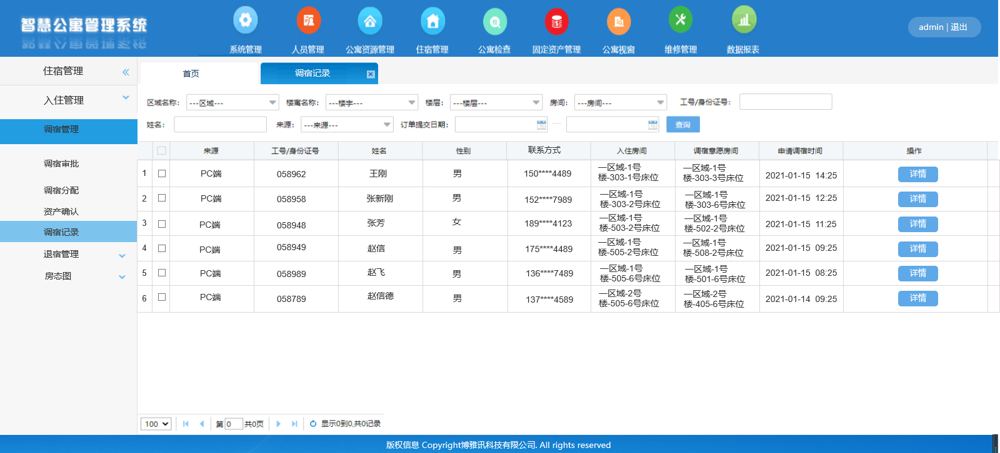 智慧公寓管理系统
系统管理 人员管理 公寓资源管理 住宿管理 公寓检查 固定资产管理 公寓视窗 维修管理 数据报表
admin | 退出
住宿管理
入住管理
调宿管理
调宿审批
调宿分配
资产确认
调宿记录
退宿管理
房态图
首页 调宿记录
区域名称: ---区域--- 楼寓名称: ---楼宇--- 楼层: ---楼层--- 房间: ---房间--- 工号/身份证号:
姓名: 来源: ---来源--- 订单提交日期: — 查询
来源 工号/身份证号 姓名 性别 联系方式 入住房间 调宿意愿房间 申请调宿时间 操作
1 PC端 058962 王刚 男 150****4489 一区域-1号 一区域-1号 2021-01-15 14:25 详情
楼-303-1号床位 楼-303-3号床位
2 PC端 058958 张新刚 男 152****7989 一区域-1号 一区域-1号 2021-01-15 12:25 详情
楼-303-2号床位 楼-303-6号床位
3 PC端 058948 张芳 女 189****4123 一区域-1号 一区域-1号 2021-01-15 11:25 详情
楼-503-2号床位 楼-502-2号床位
4 PC端 058949 赵信 男 175****4489 一区域-1号 一区域-1号 2021-01-15 09:25 详情
楼-505-2号床位 楼-508-2号床位
5 PC端 058989 赵飞 男 136****7489 一区域-1号 一区域-1号 2021-01-15 08:25 详情
楼-505-6号床位 楼-501-6号床位
6 PC端 058789 赵信德 男 137****4589 一区域-2号 一区域-2号 2021-01-14 09:25 详情
楼-505-6号床位 楼-405-6号床位
100 第 0 共0页 显示0到0,共0记录
版权信息 Copyright博雅讯科技有限公司. All rights reserved